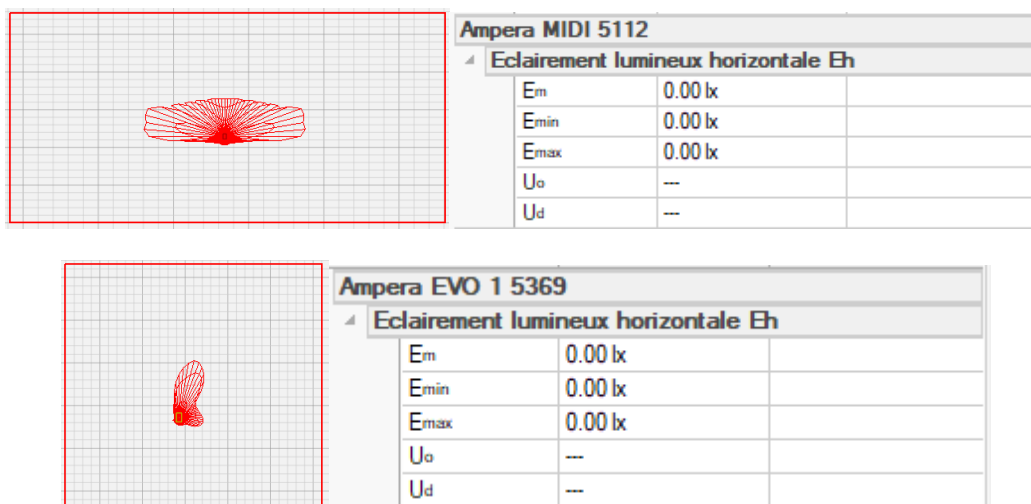 Ampera MIDI 5112
Eclairement lumineux horizontale Eh
Em 0.00 lx
Emin 0.00 lx
Emax 0.00 lx
Uo ---
Ud ---
Ampera EVO 1 5369
Eclairement lumineux horizontale Eh
Em 0.00 lx
Emin 0.00 lx
Emax 0.00 lx
Uo ---
Ud ---